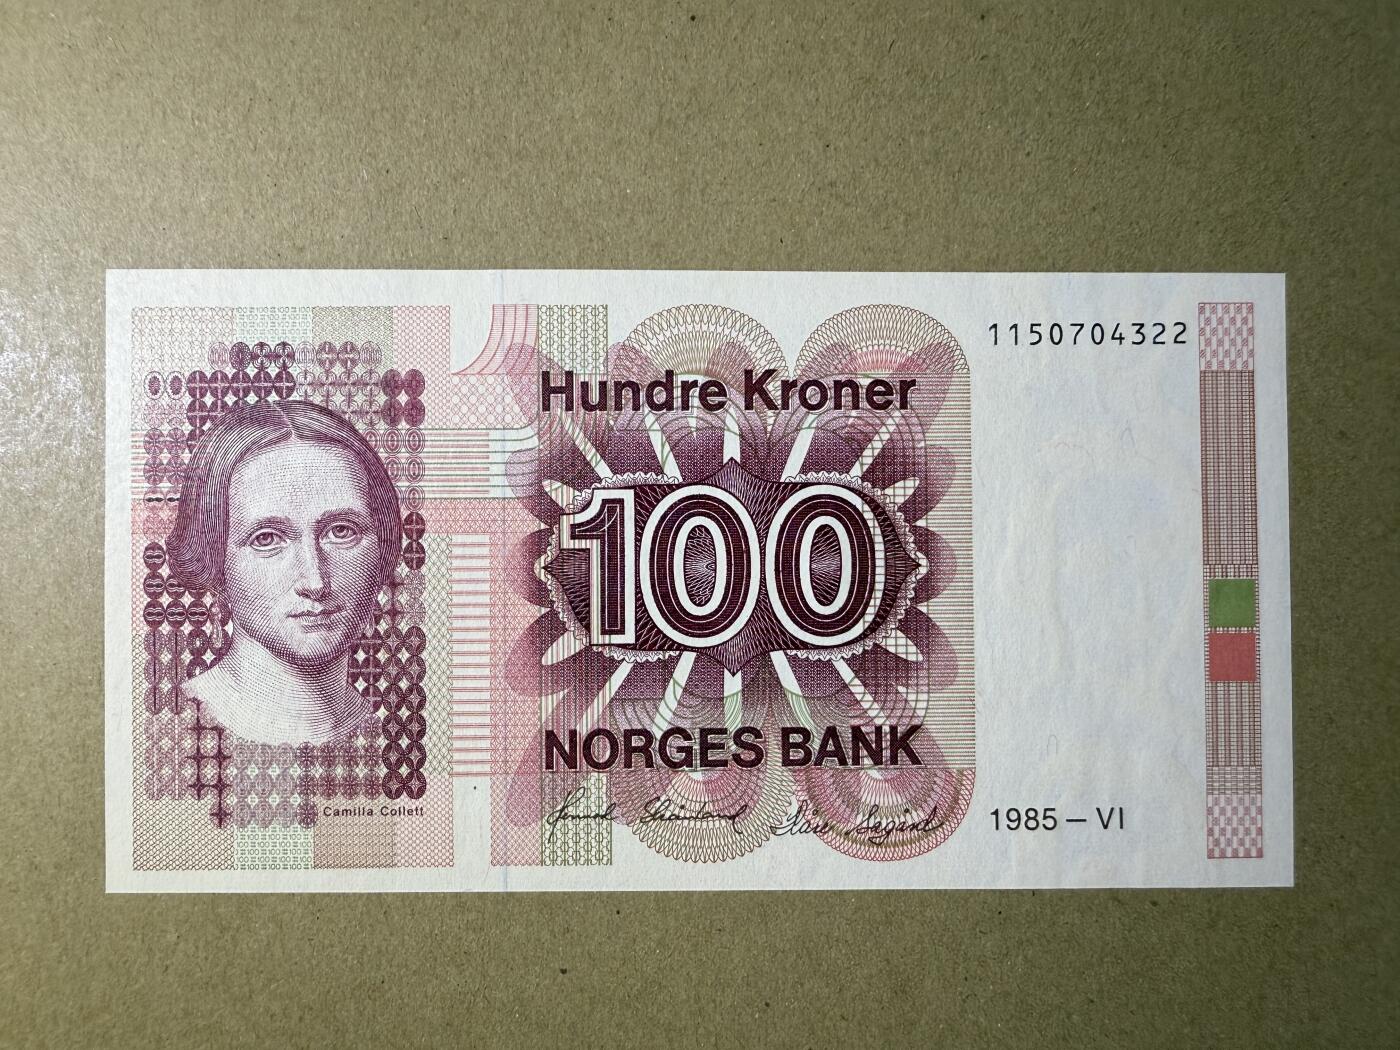 1150704322
Hundre Kroner
100
NORGES BANK
Camilla Collett
1985 – VI